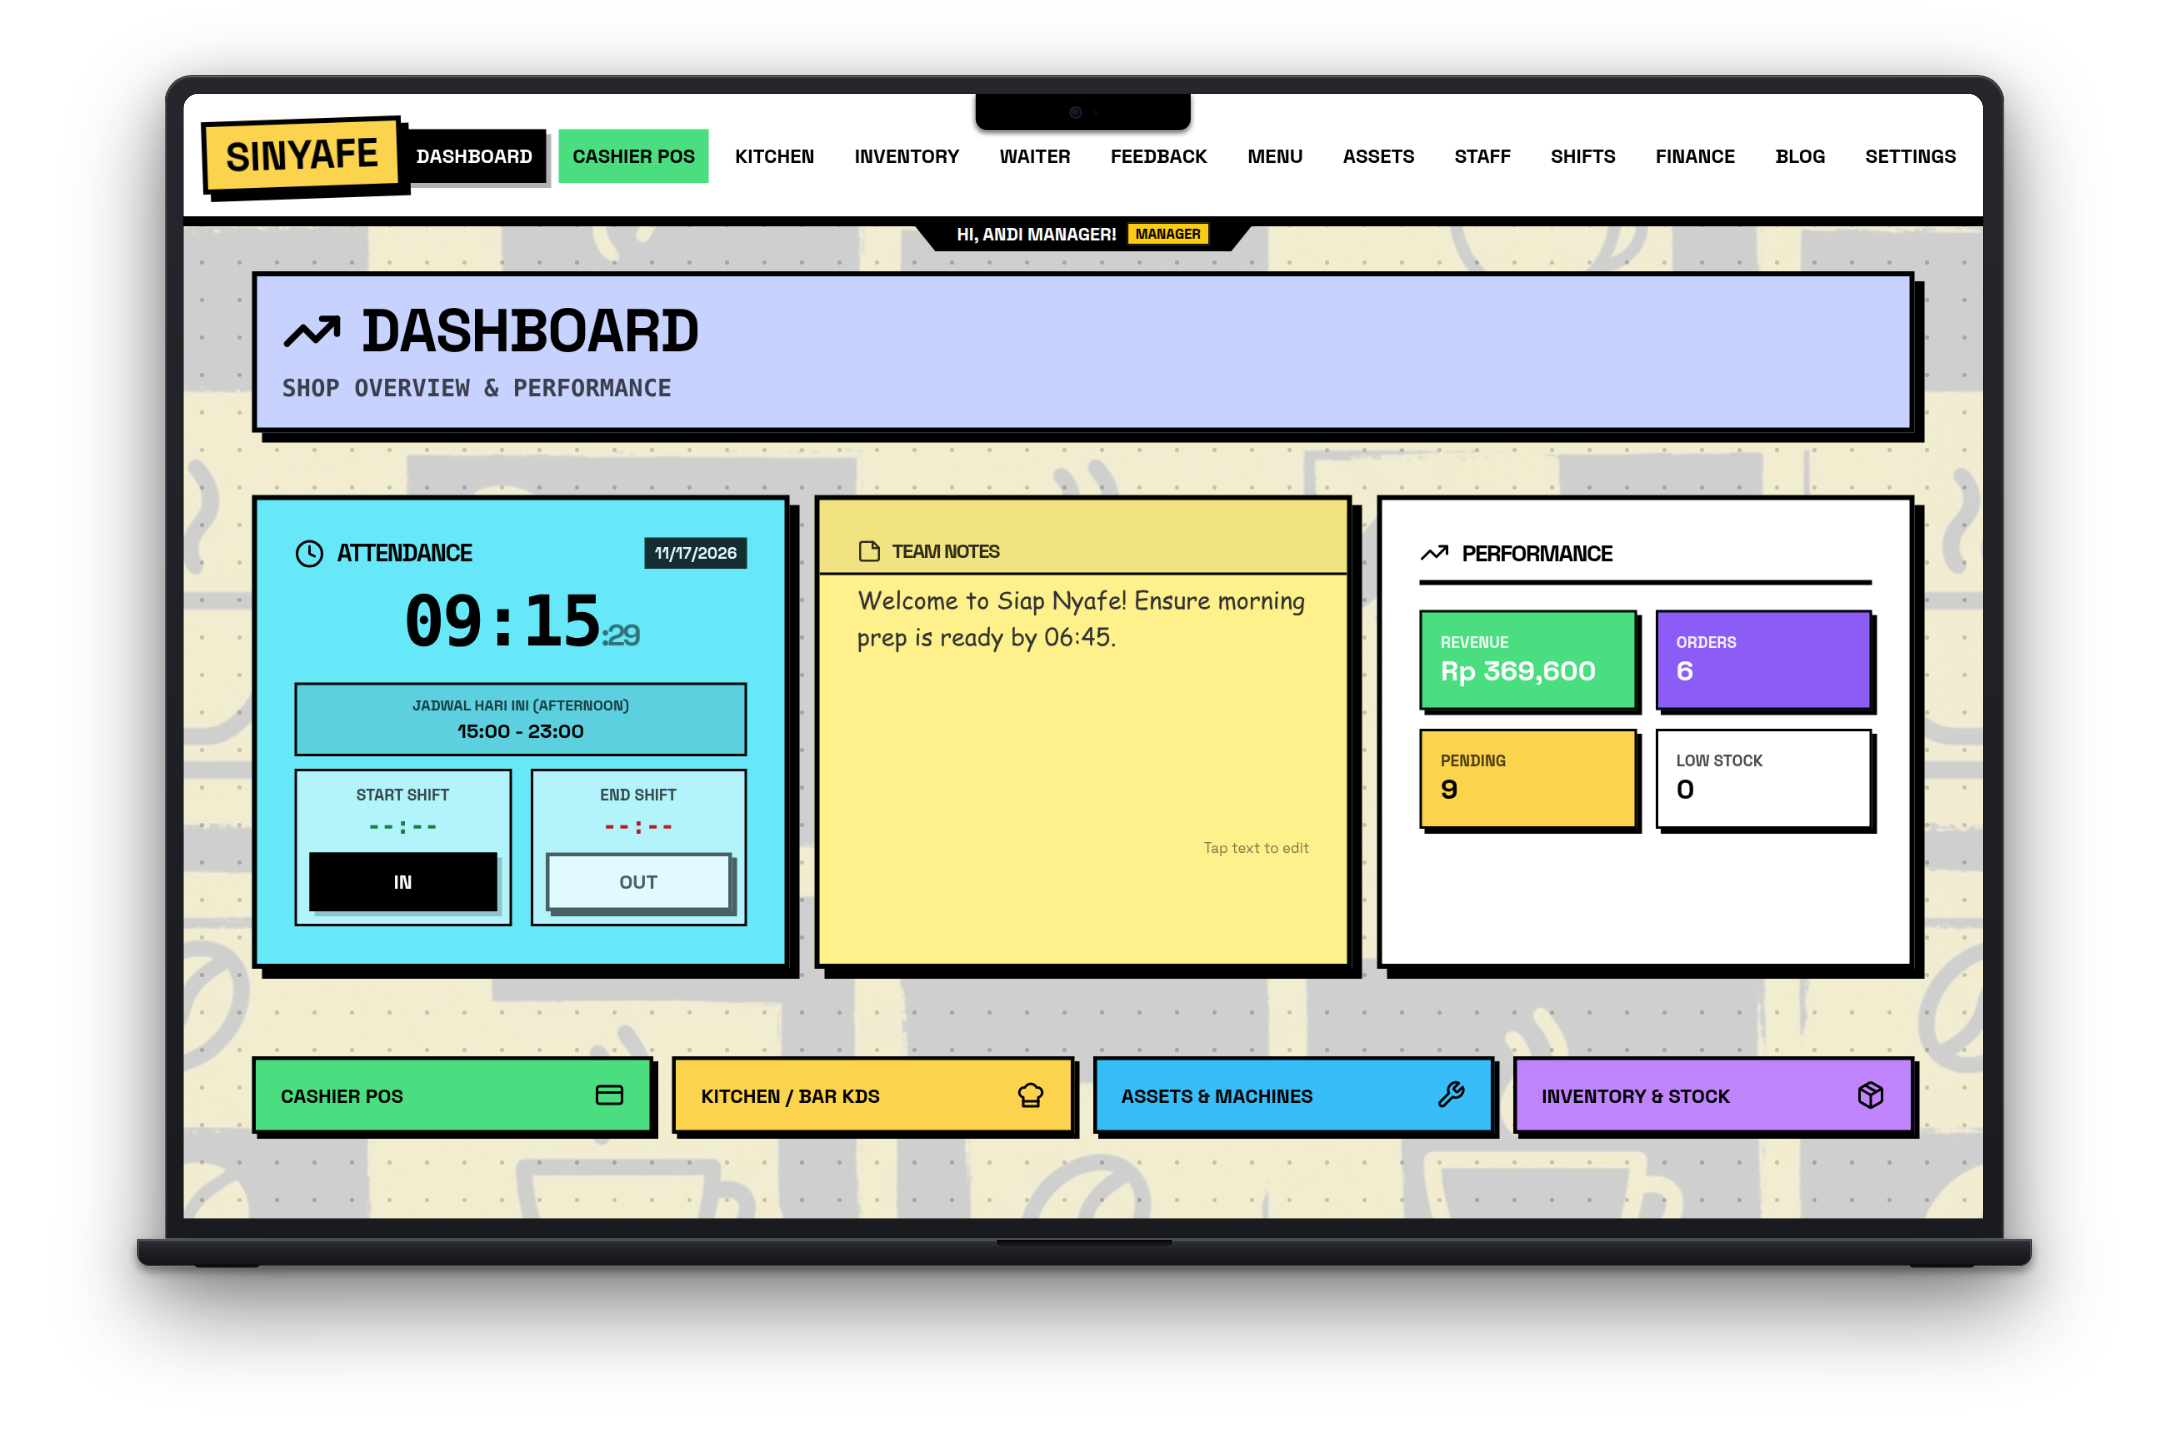 SINYAFE
DASHBOARD
CASHIER POS
KITCHEN
INVENTORY
WAITER
FEEDBACK
MENU
ASSETS
STAFF
SHIFTS
FINANCE
BLOG
SETTINGS
HI, ANDI MANAGER! MANAGER
DASHBOARD
SHOP OVERVIEW & PERFORMANCE
ATTENDANCE
11/17/2026
09:15:29
JADWAL HARI INI (AFTERNOON)
15:00 - 23:00
START SHIFT
--:--
IN
END SHIFT
--:--
OUT
TEAM NOTES
Welcome to Siap Nyafe! Ensure morning
prep is ready by 06:45.
Tap text to edit
PERFORMANCE
REVENUE
Rp 369,600
ORDERS
6
PENDING
9
LOW STOCK
0
CASHIER POS
KITCHEN / BAR KDS
ASSETS & MACHINES
INVENTORY & STOCK